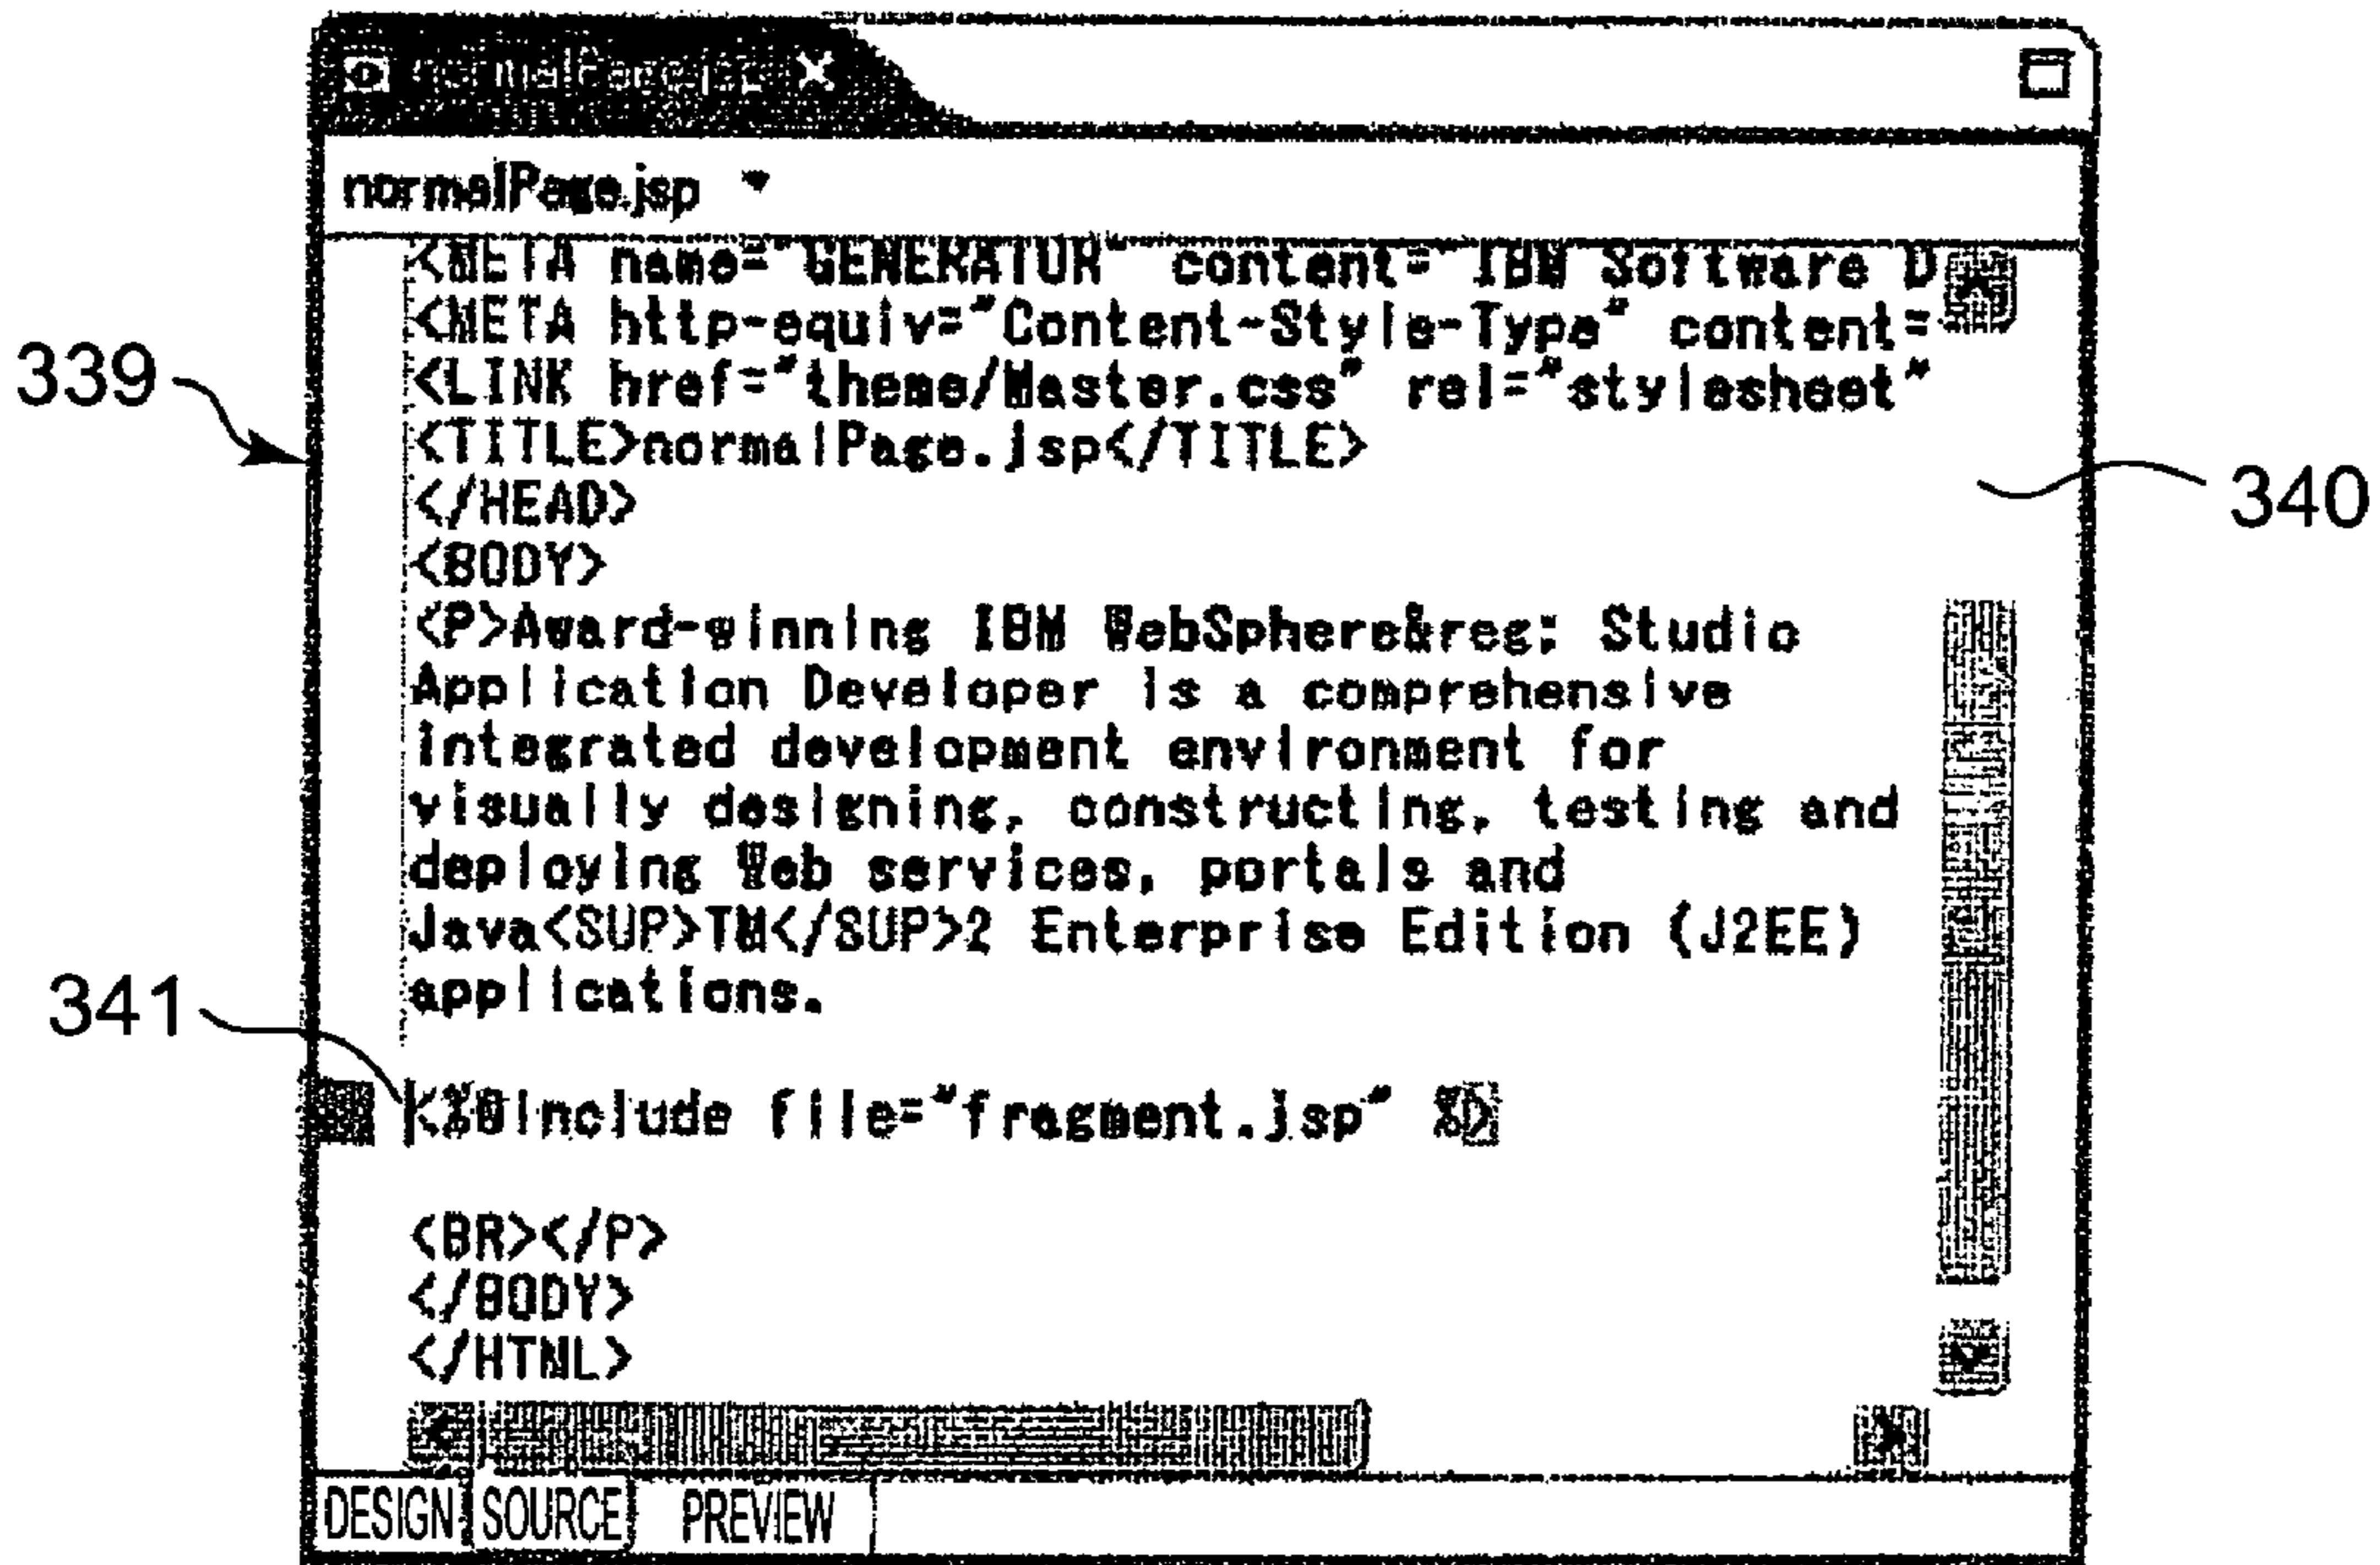 normalPage.jsp
<META name="GENERATOR" content="IBM Software D
<META http-equiv="Content-Style-Type" content=
<LINK href="theme/Master.css" rel="stylesheet"
<TITLE>normalPage.jsp</TITLE>
</HEAD>
<BODY>
<P>Award-winning IBM WebSphere&reg; Studio
Application Developer is a comprehensive
integrated development environment for
visually designing, constructing, testing and
deploying Web services, portals and
Java<SUP>TM</SUP>2 Enterprise Edition (J2EE)
applications.
<%@include file="fragment.jsp" %>
<BR></P>
</BODY>
</HTML>
DESIGN SOURCE PREVIEW
339
340
341